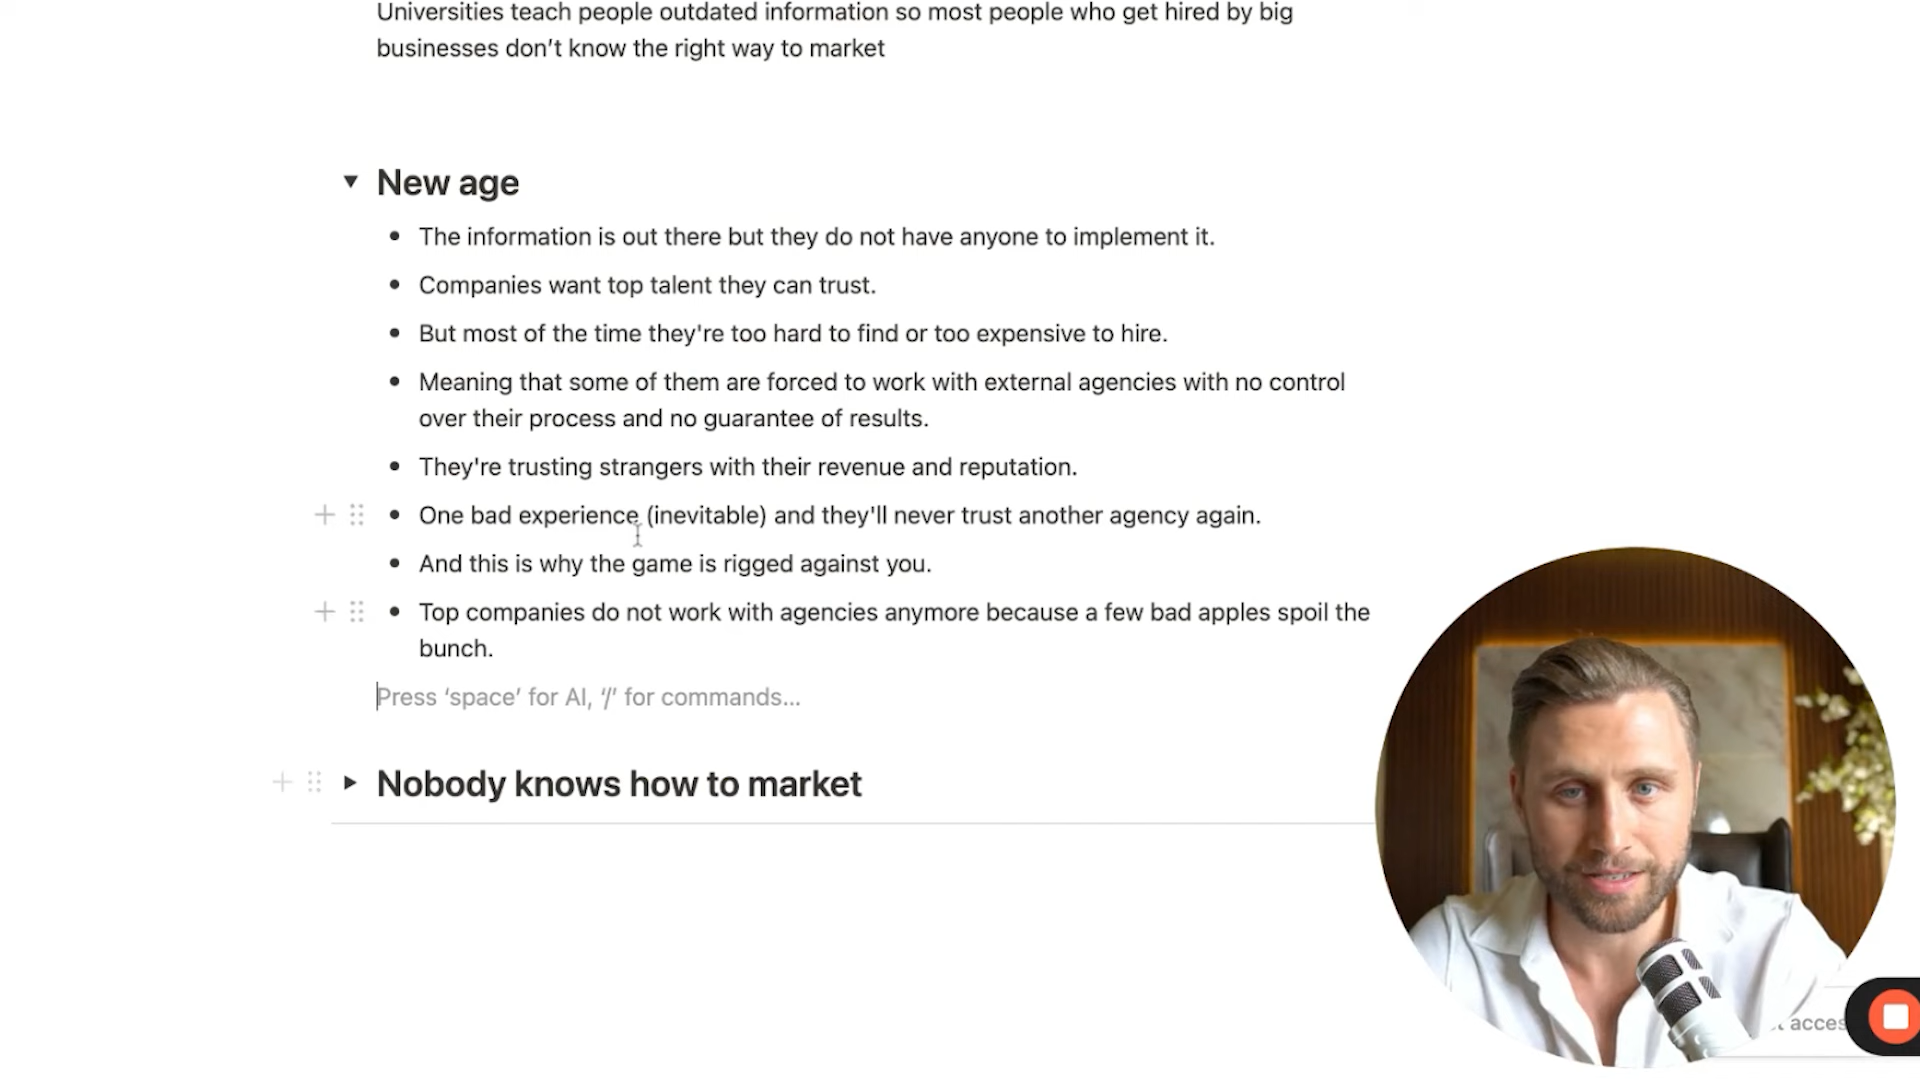 Universities teach people outdated information so most people who get hired by big
businesses don’t know the right way to market
New age
The information is out there but they do not have anyone to implement it.
Companies want top talent they can trust.
But most of the time they're too hard to find or too expensive to hire.
Meaning that some of them are forced to work with external agencies with no control
over their process and no guarantee of results.
They're trusting strangers with their revenue and reputation.
One bad experience (inevitable) and they'll never trust another agency again.
And this is why the game is rigged against you.
Top companies do not work with agencies anymore because a few bad apples spoil the
bunch.
Press ‘space’ for AI, ‘/’ for commands...
Nobody knows how to market